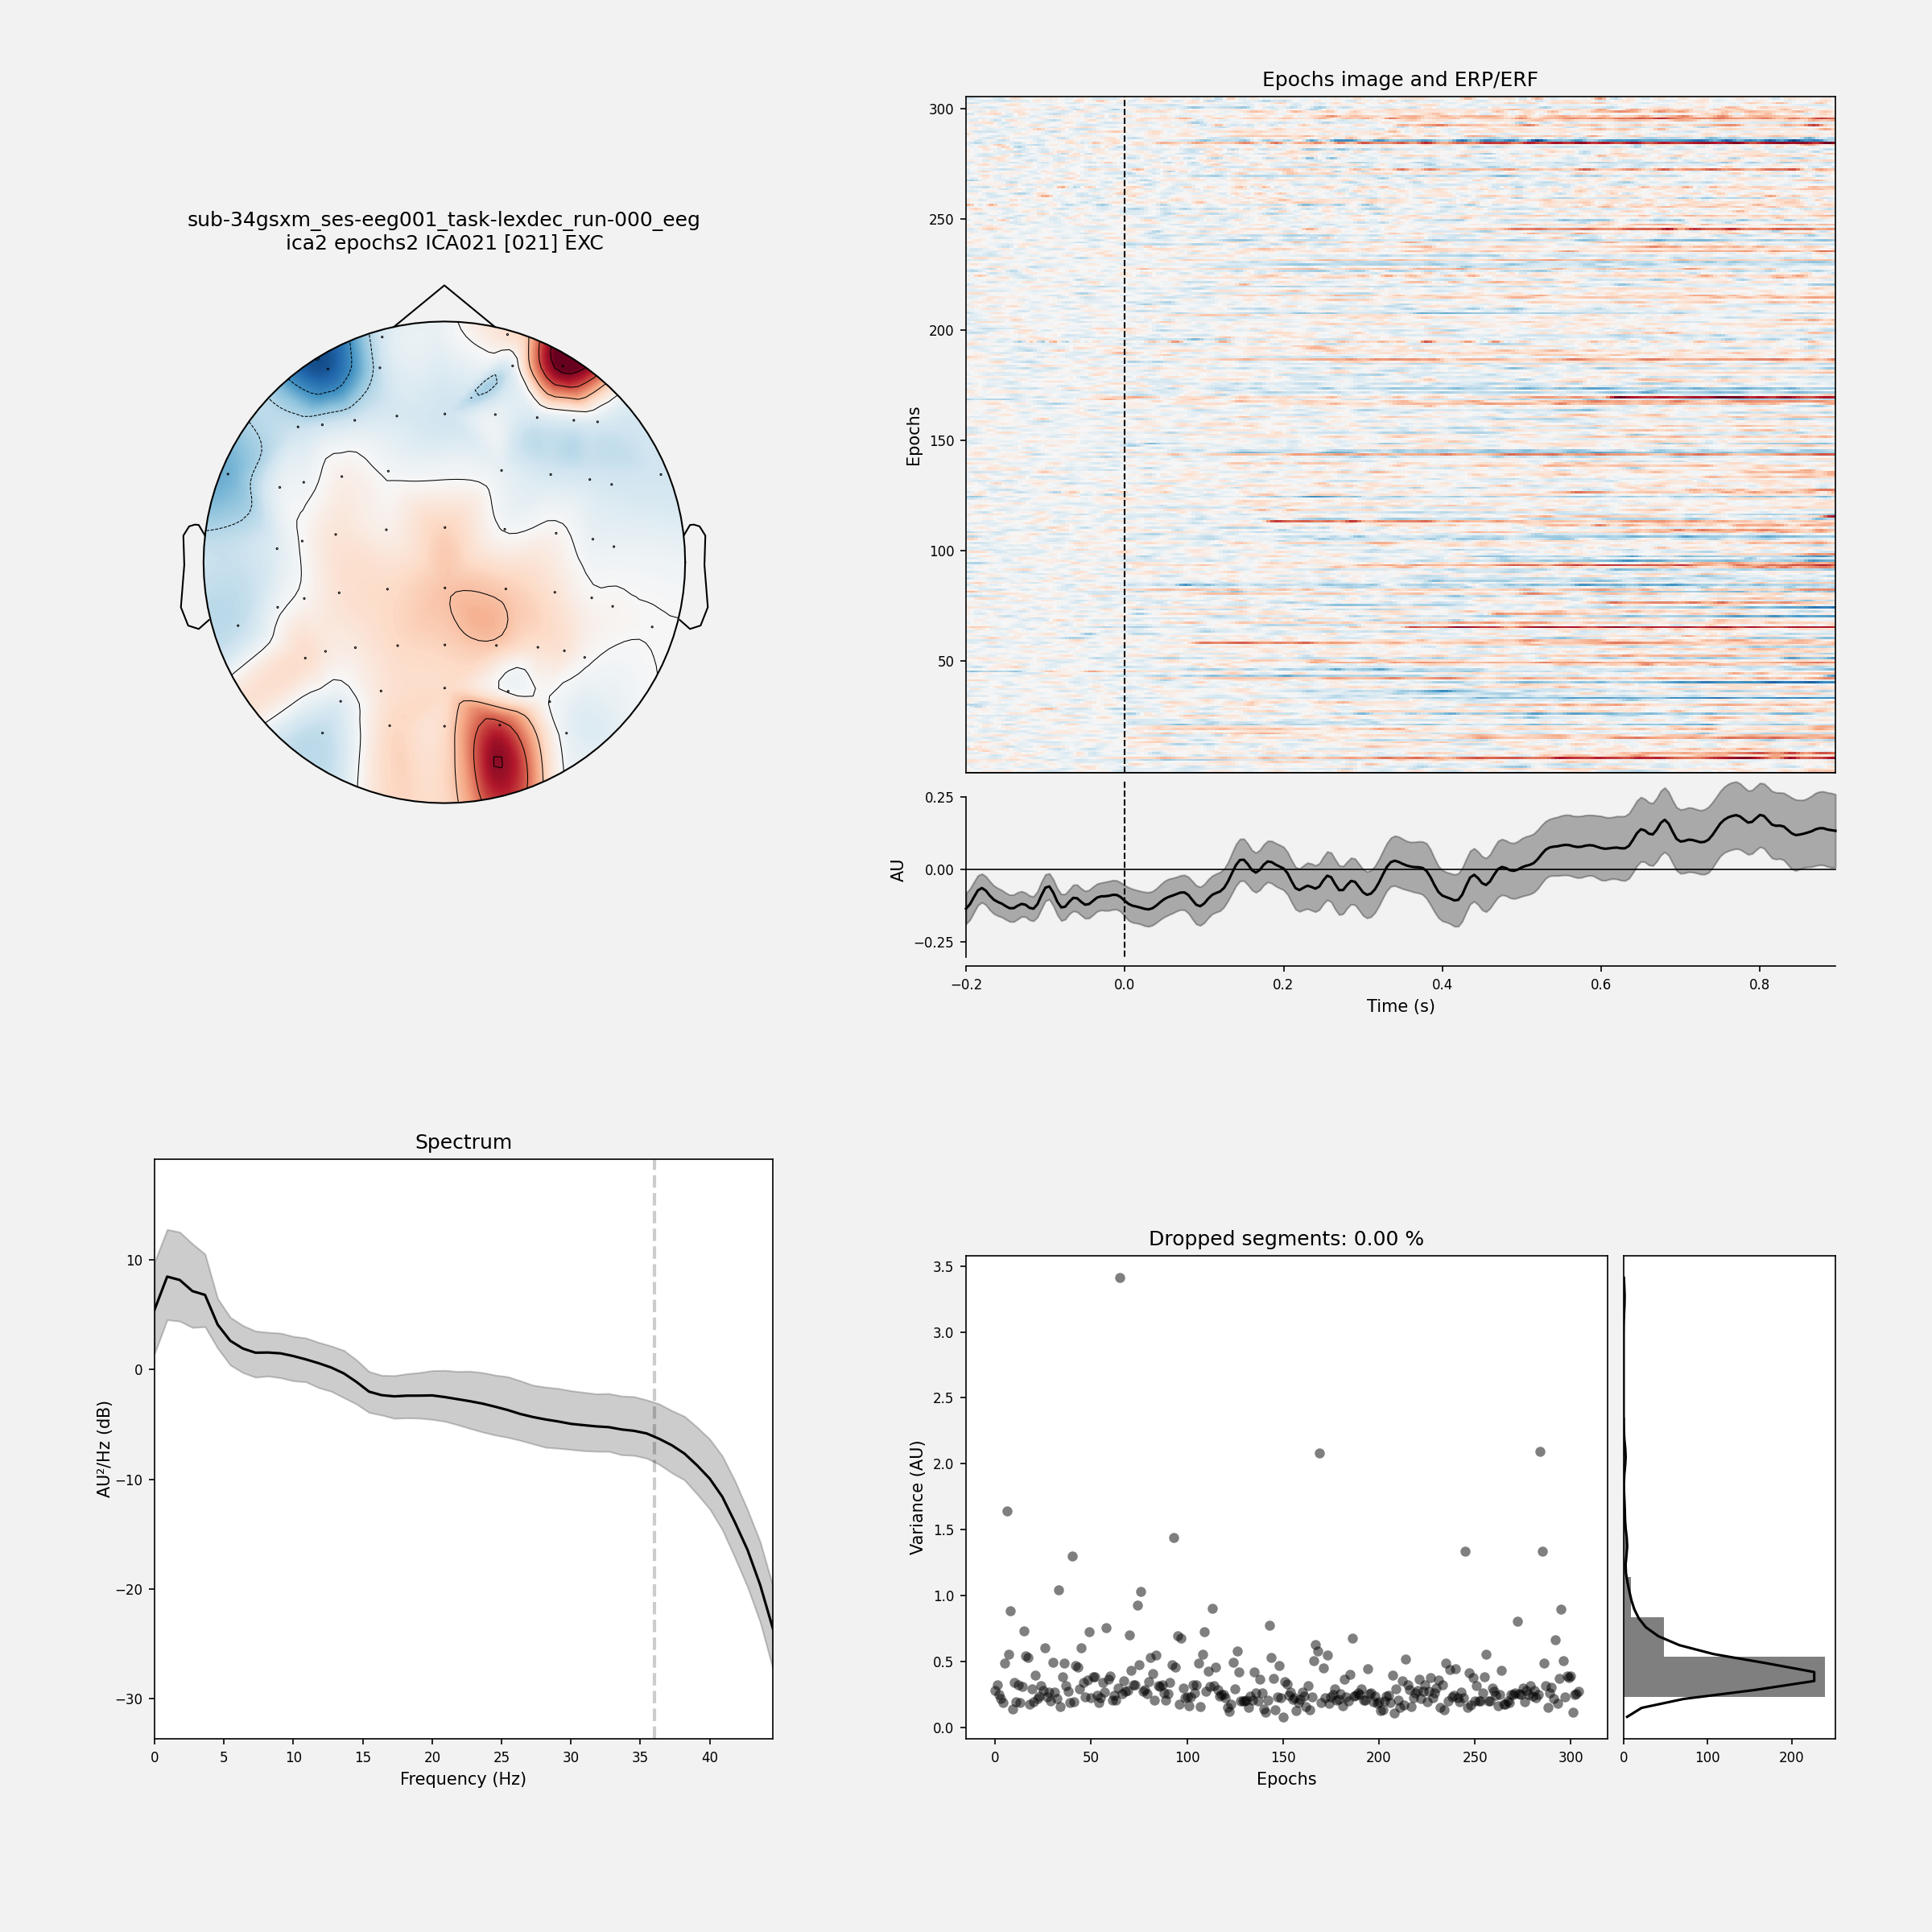 sub-34gsxm_ses-eeg001_task-lexdec_run-000_eeg
ica2 epochs2 ICA021 [021] EXC
Epochs image and ERP/ERF
300
250
200
150
100
50
Epochs
0.25
0.00
−0.25
AU
−0.2 0.0 0.2 0.4 0.6 0.8
Time (s)
Spectrum
10
0
−10
−20
−30
AU²/Hz (dB)
0 5 10 15 20 25 30 35 40
Frequency (Hz)
Dropped segments: 0.00 %
3.5
3.0
2.5
2.0
1.5
1.0
0.5
0.0
Variance (AU)
0 50 100 150 200 250 300
Epochs
0 100 200